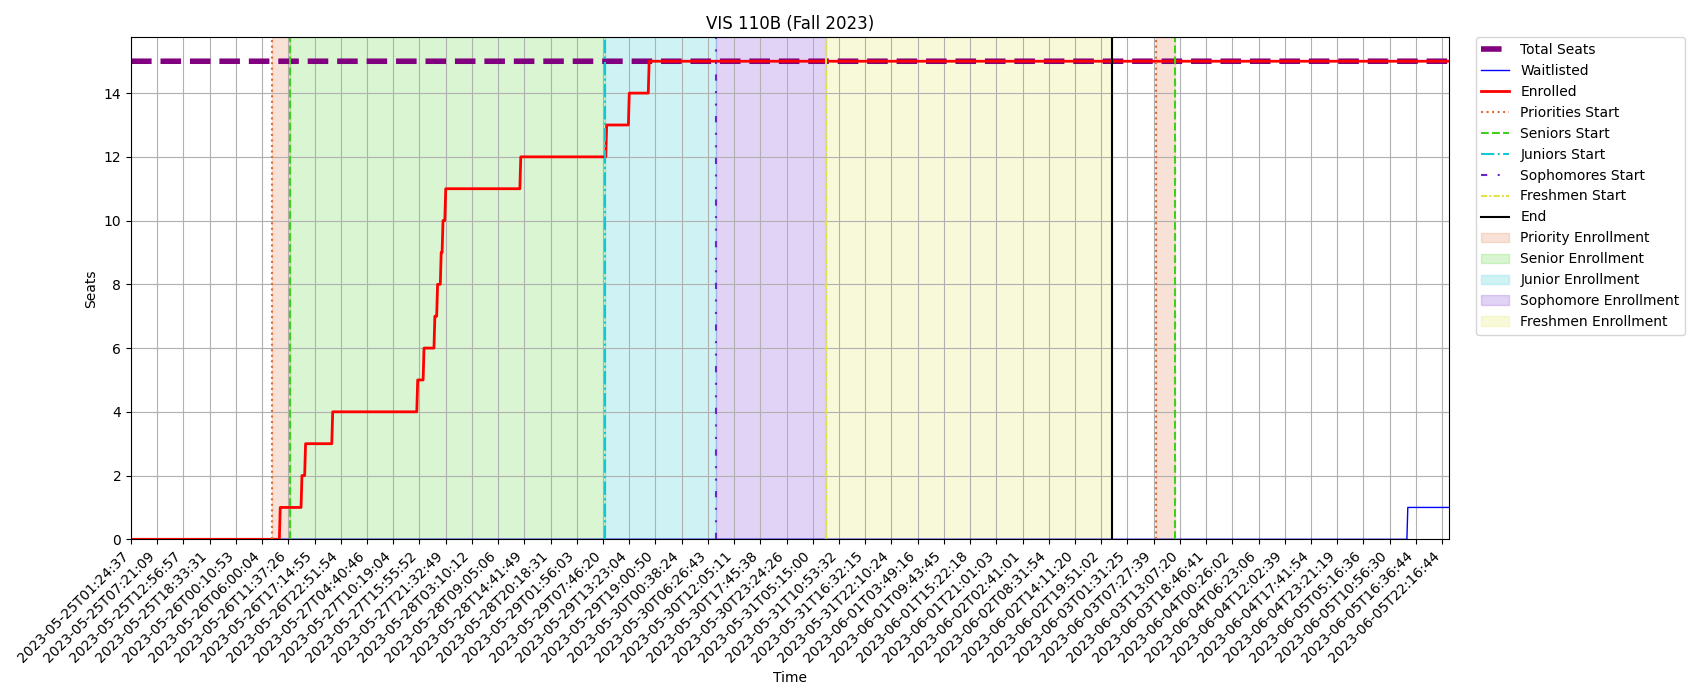 VIS 110B (Fall 2023)
Total Seats
Waitlisted
Enrolled
Priorities Start
Seniors Start
Juniors Start
Sophomores Start
Freshmen Start
End
Priority Enrollment
Senior Enrollment
Junior Enrollment
Sophomore Enrollment
Freshmen Enrollment
Seats
14
12
10
8
6
4
2
0
2023-05-25T01:24:37
2023-05-25T07:21:09
2023-05-25T12:56:57
2023-05-25T18:33:31
2023-05-26T00:10:53
2023-05-26T06:00:04
2023-05-26T11:37:26
2023-05-26T17:14:55
2023-05-26T22:51:54
2023-05-27T04:40:46
2023-05-27T10:19:04
2023-05-27T15:55:52
2023-05-27T21:32:49
2023-05-28T03:10:12
2023-05-28T09:05:06
2023-05-28T14:41:49
2023-05-28T20:18:31
2023-05-29T01:56:03
2023-05-29T07:46:20
2023-05-29T13:23:04
2023-05-29T19:00:50
2023-05-30T00:38:24
2023-05-30T06:26:43
2023-05-30T12:05:11
2023-05-30T17:45:38
2023-05-30T23:24:26
2023-05-31T05:15:00
2023-05-31T10:53:32
2023-05-31T16:32:15
2023-05-31T22:10:24
2023-06-01T03:49:16
2023-06-01T09:43:45
2023-06-01T15:22:18
2023-06-01T21:01:03
2023-06-02T02:41:01
2023-06-02T08:31:54
2023-06-02T14:11:20
2023-06-02T19:51:02
2023-06-03T01:31:25
2023-06-03T07:27:39
2023-06-03T13:07:20
2023-06-03T18:46:41
2023-06-04T00:26:02
2023-06-04T06:23:06
2023-06-04T12:02:39
2023-06-04T17:41:54
2023-06-04T23:21:19
2023-06-05T05:16:36
2023-06-05T10:56:30
2023-06-05T16:36:44
2023-06-05T22:16:44
Time